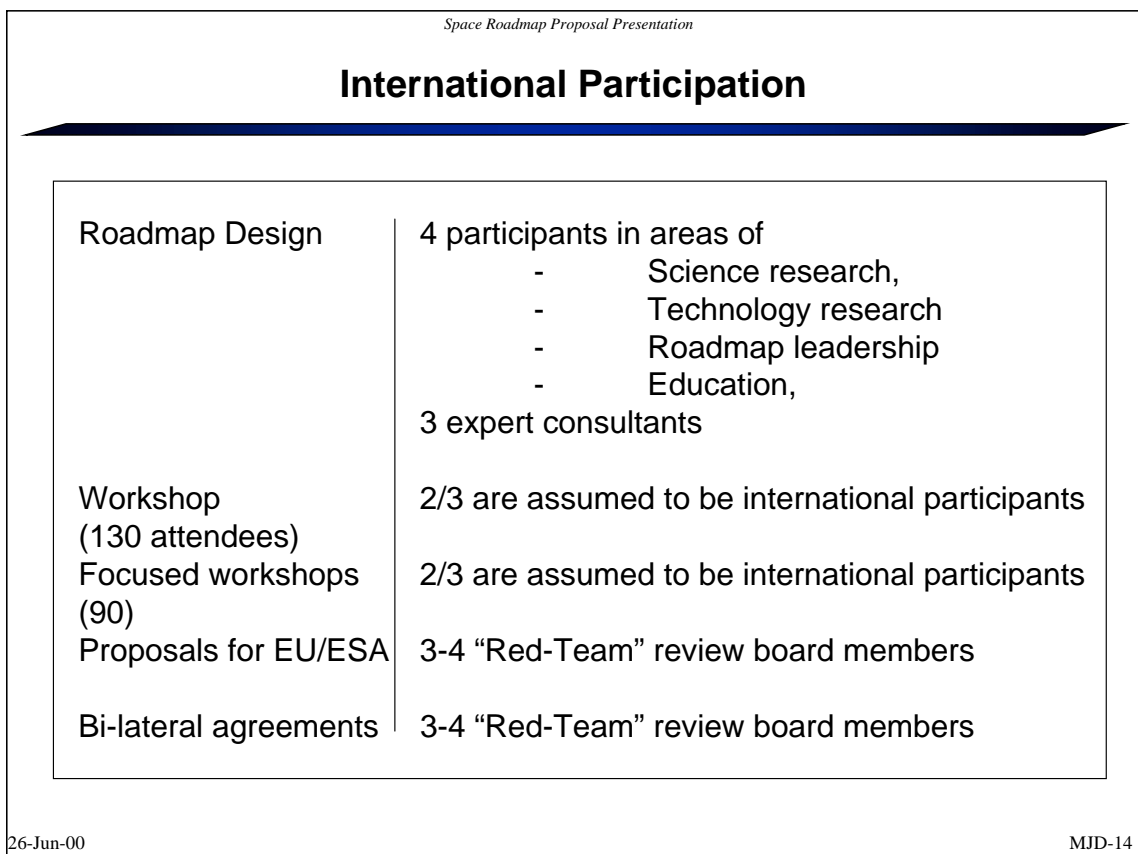 Space Roadmap Proposal Presentation
International Participation
Roadmap Design 4 participants in areas of
- Science research,
- Technology research
- Roadmap leadership
- Education,
3 expert consultants
Workshop 2/3 are assumed to be international participants
(130 attendees)
Focused workshops 2/3 are assumed to be international participants
(90)
Proposals for EU/ESA 3-4 “Red-Team” review board members
Bi-lateral agreements 3-4 “Red-Team” review board members
26-Jun-00 MJD-14